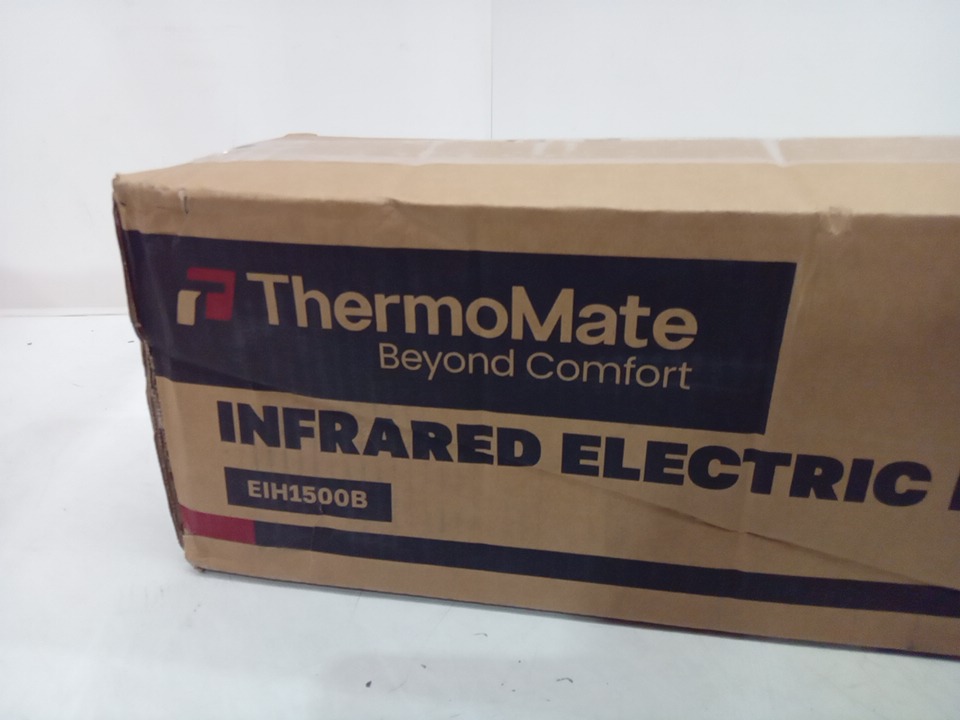 ThermoMate
Beyond Comfort
INFRARED ELECTRIC
EIH1500B